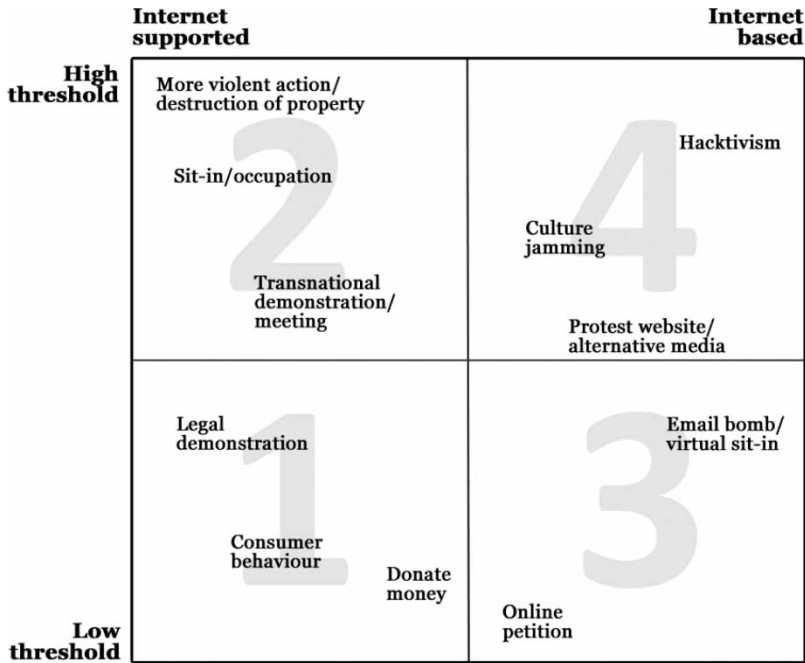 Internet
supported
Internet
based
High
threshold
More violent action/
destruction of property
2
Sit-in/occupation
Transnational
demonstration/
meeting
4
Hacktivism
Culture
jamming
Protest website/
alternative media
1
Legal
demonstration
Consumer
behaviour
Donate
money
3
Email bomb/
virtual sit-in
Online
petition
Low
threshold